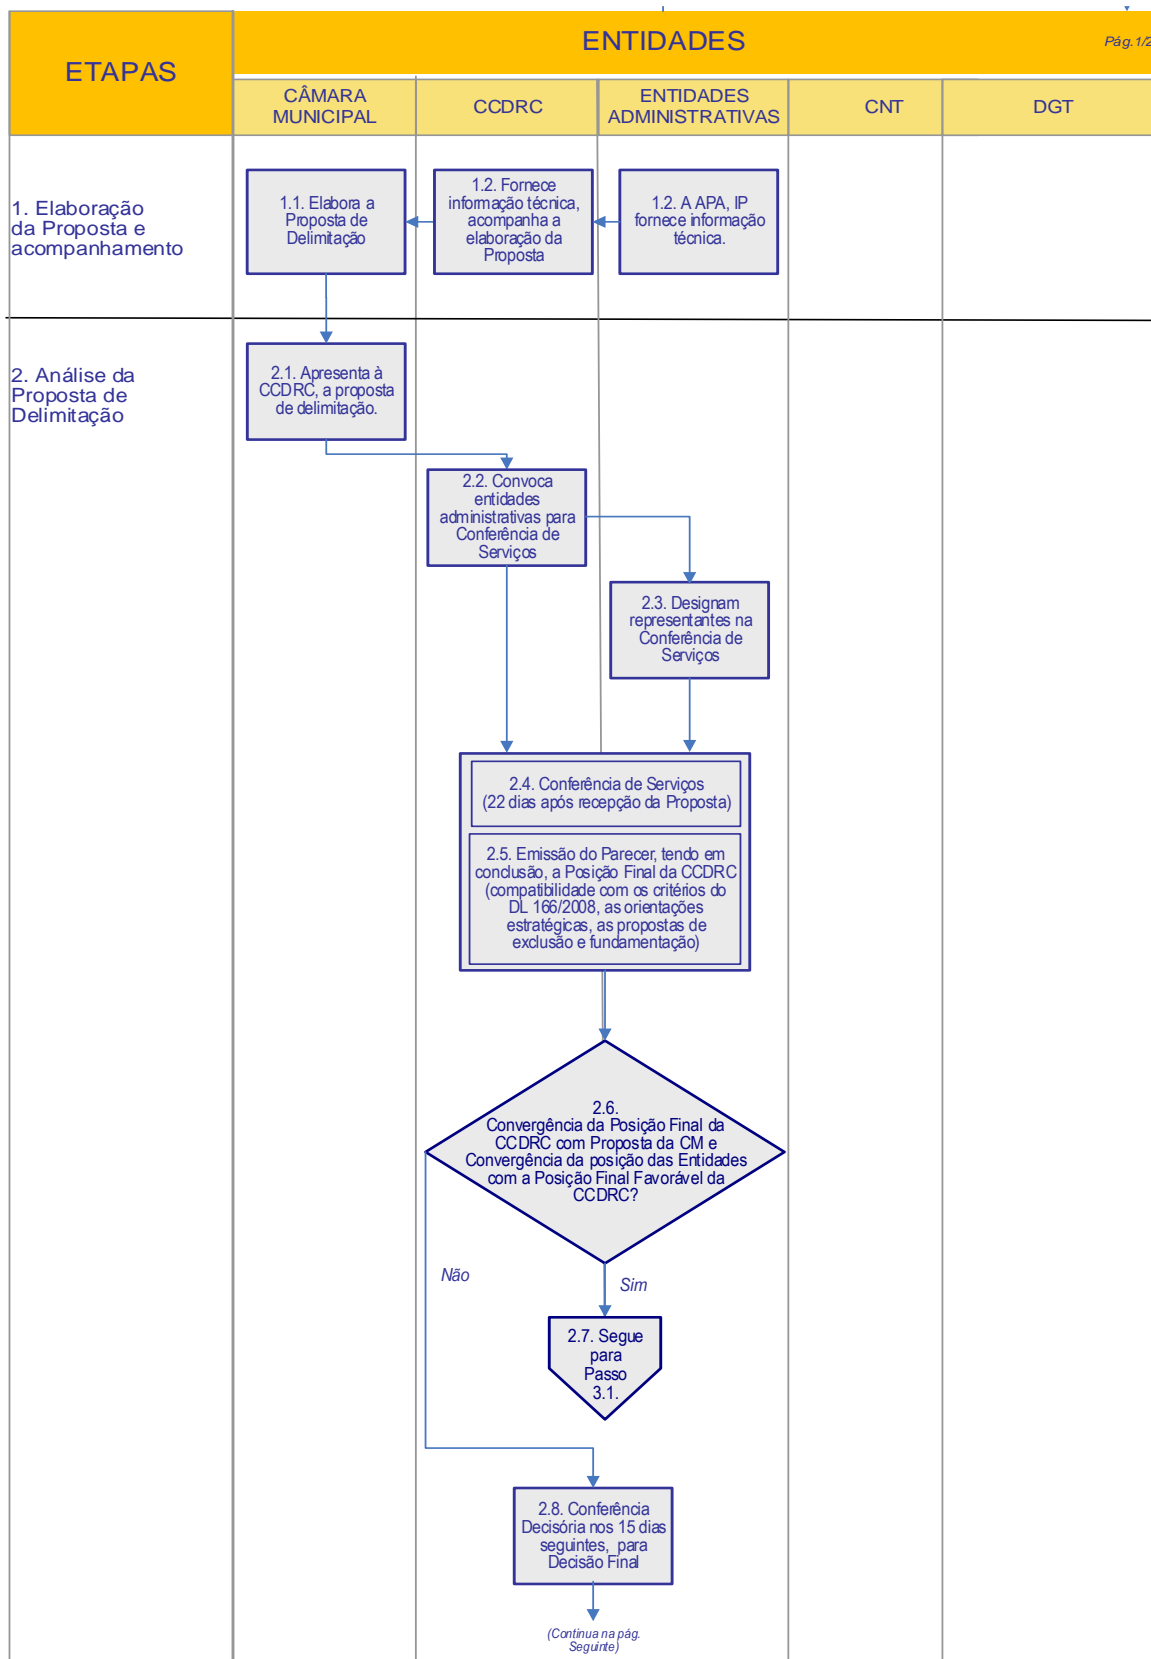 ETAPAS
ENTIDADES
Pág.1/2
CÂMARA
MUNICIPAL
CCDRC
ENTIDADES
ADMINISTRATIVAS
CNT
DGT
1. Elaboração
da Proposta e
acompanhamento
1.1. Elabora a
Proposta de
Delimitação
1.2. Fornece
informação técnica,
acompanha a
elaboração da
Proposta
1.2. A APA, IP
fornece informação
técnica.
2. Análise da
Proposta de
Delimitação
2.1. Apresenta à
CCDRC, a proposta
de delimitação.
2.2. Convoca
entidades
administrativas para
Conferência de
Serviços
2.3. Designam
representantes na
Conferência de
Serviços
2.4. Conferência de Serviços
(22 dias após recepção da Proposta)
2.5. Emissão do Parecer, tendo em
conclusão, a Posição Final da CCDRC
(compatibilidade com os critérios do
DL 166/2008, as orientações
estratégicas, as propostas de
exclusão e fundamentação)
2.6.
Convergência da Posição Final da
CCDRC com Proposta da CM e
Convergência da posição das Entidades
com a Posição Final Favorável da
CCDRC?
Não
Sim
2.7. Segue
para
Passo
3.1.
2.8. Conferência
Decisória nos 15 dias
seguintes, para
Decisão Final
(Continua na pág.
Seguinte)